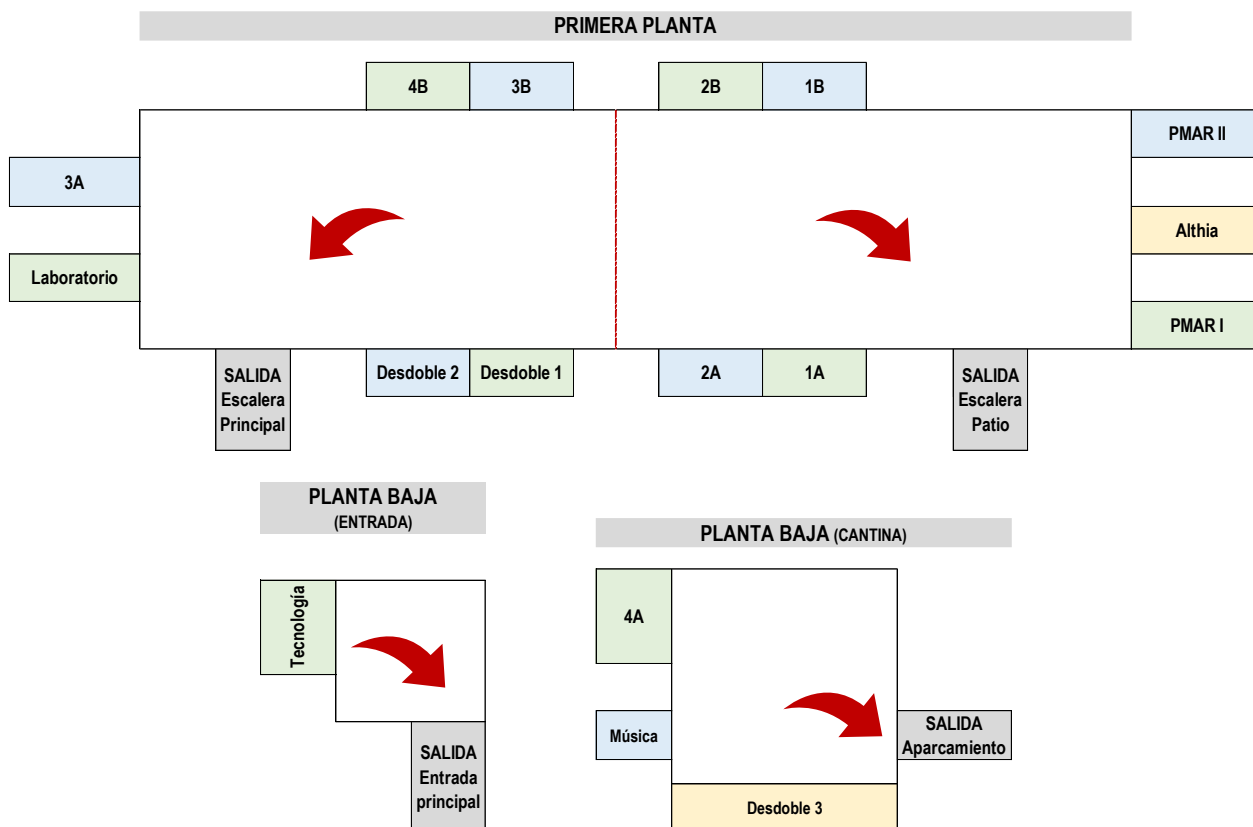 PRIMERA PLANTA
4B
3B
2B
1B
PMAR II
3A
Althia
Laboratorio
PMAR I
SALIDA
Escalera
Principal
Desdoble 2
Desdoble 1
2A
1A
SALIDA
Escalera
Patio
PLANTA BAJA
(ENTRADA)
PLANTA BAJA (CANTINA)
Tecnología
4A
Música
SALIDA
Entrada
principal
SALIDA
Aparcamiento
Desdoble 3